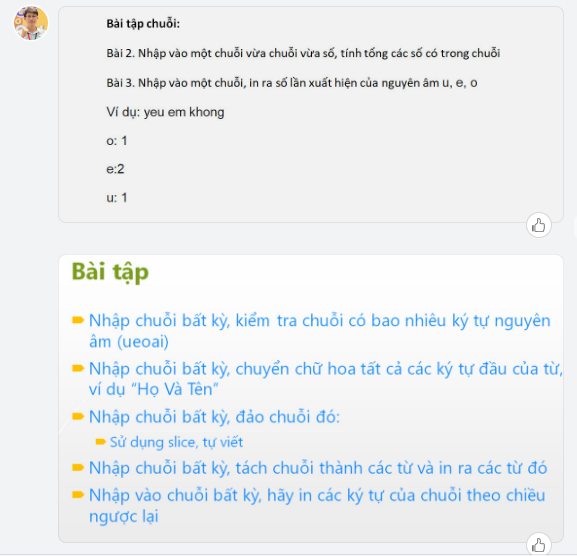 Bài tập chuỗi:
Bài 2. Nhập vào một chuỗi vừa chuỗi vừa số, tính tổng các số có trong chuỗi
Bài 3. Nhập vào một chuỗi, in ra số lần xuất hiện của nguyên âm u, e, o
Ví dụ: yeu em khong
o: 1
e:2
u: 1
Bài tập
Nhập chuỗi bất kỳ, kiểm tra chuỗi có bao nhiêu ký tự nguyên
âm (ueoai)
Nhập chuỗi bất kỳ, chuyển chữ hoa tất cả các ký tự đầu của từ,
ví dụ “Họ Và Tên”
Nhập chuỗi bất kỳ, đảo chuỗi đó:
Sử dụng slice, tự viết
Nhập chuỗi bất kỳ, tách chuỗi thành các từ và in ra các từ đó
Nhập vào chuỗi bất kỳ, hãy in các ký tự của chuỗi theo chiều
ngược lại